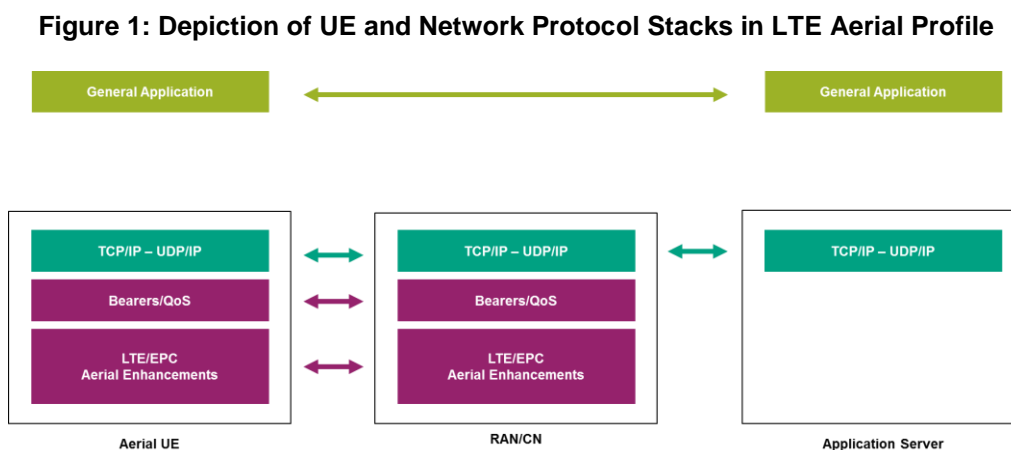 Figure 1: Depiction of UE and Network Protocol Stacks in LTE Aerial Profile
General Application
General Application
TCP/IP – UDP/IP
TCP/IP – UDP/IP
TCP/IP – UDP/IP
Bearers/QoS
Bearers/QoS
LTE/EPC
Aerial Enhancements
LTE/EPC
Aerial Enhancements
Aerial UE
RAN/CN
Application Server